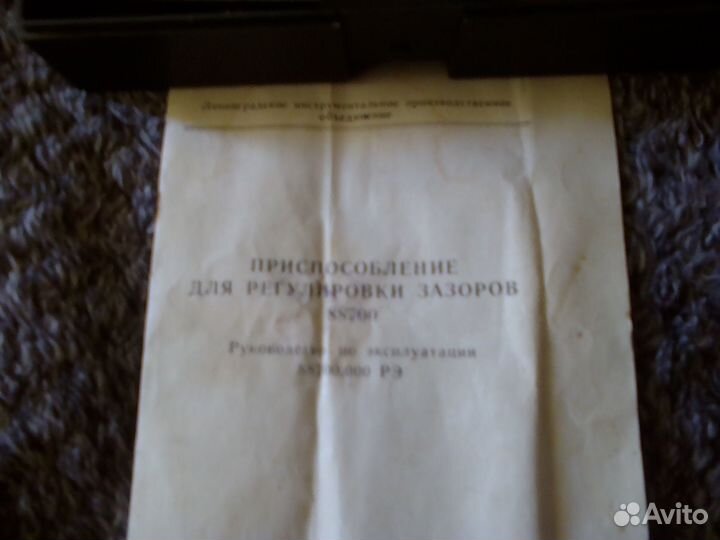 Ленинградское инструментальное производственное
объединение
ПРИСПОСОБЛЕНИЕ
ДЛЯ РЕГУЛИРОВКИ ЗАЗОРОВ
88700
Руководство по эксплуатации
88700.000 РЭ
Avito